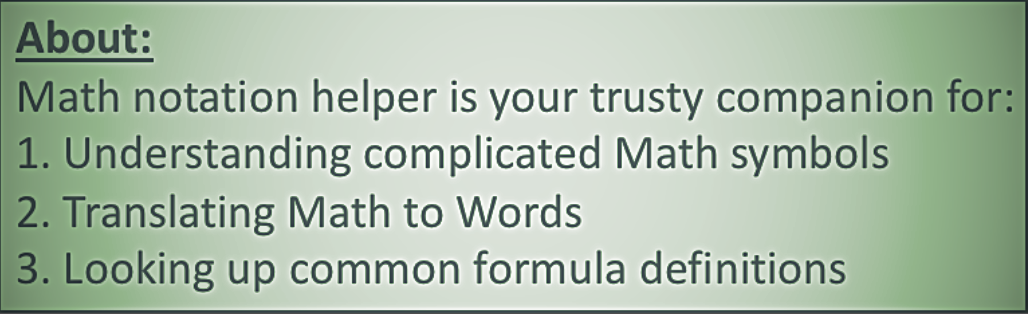 About:
Math notation helper is your trusty companion for:
1. Understanding complicated Math symbols
2. Translating Math to Words
3. Looking up common formula definitions